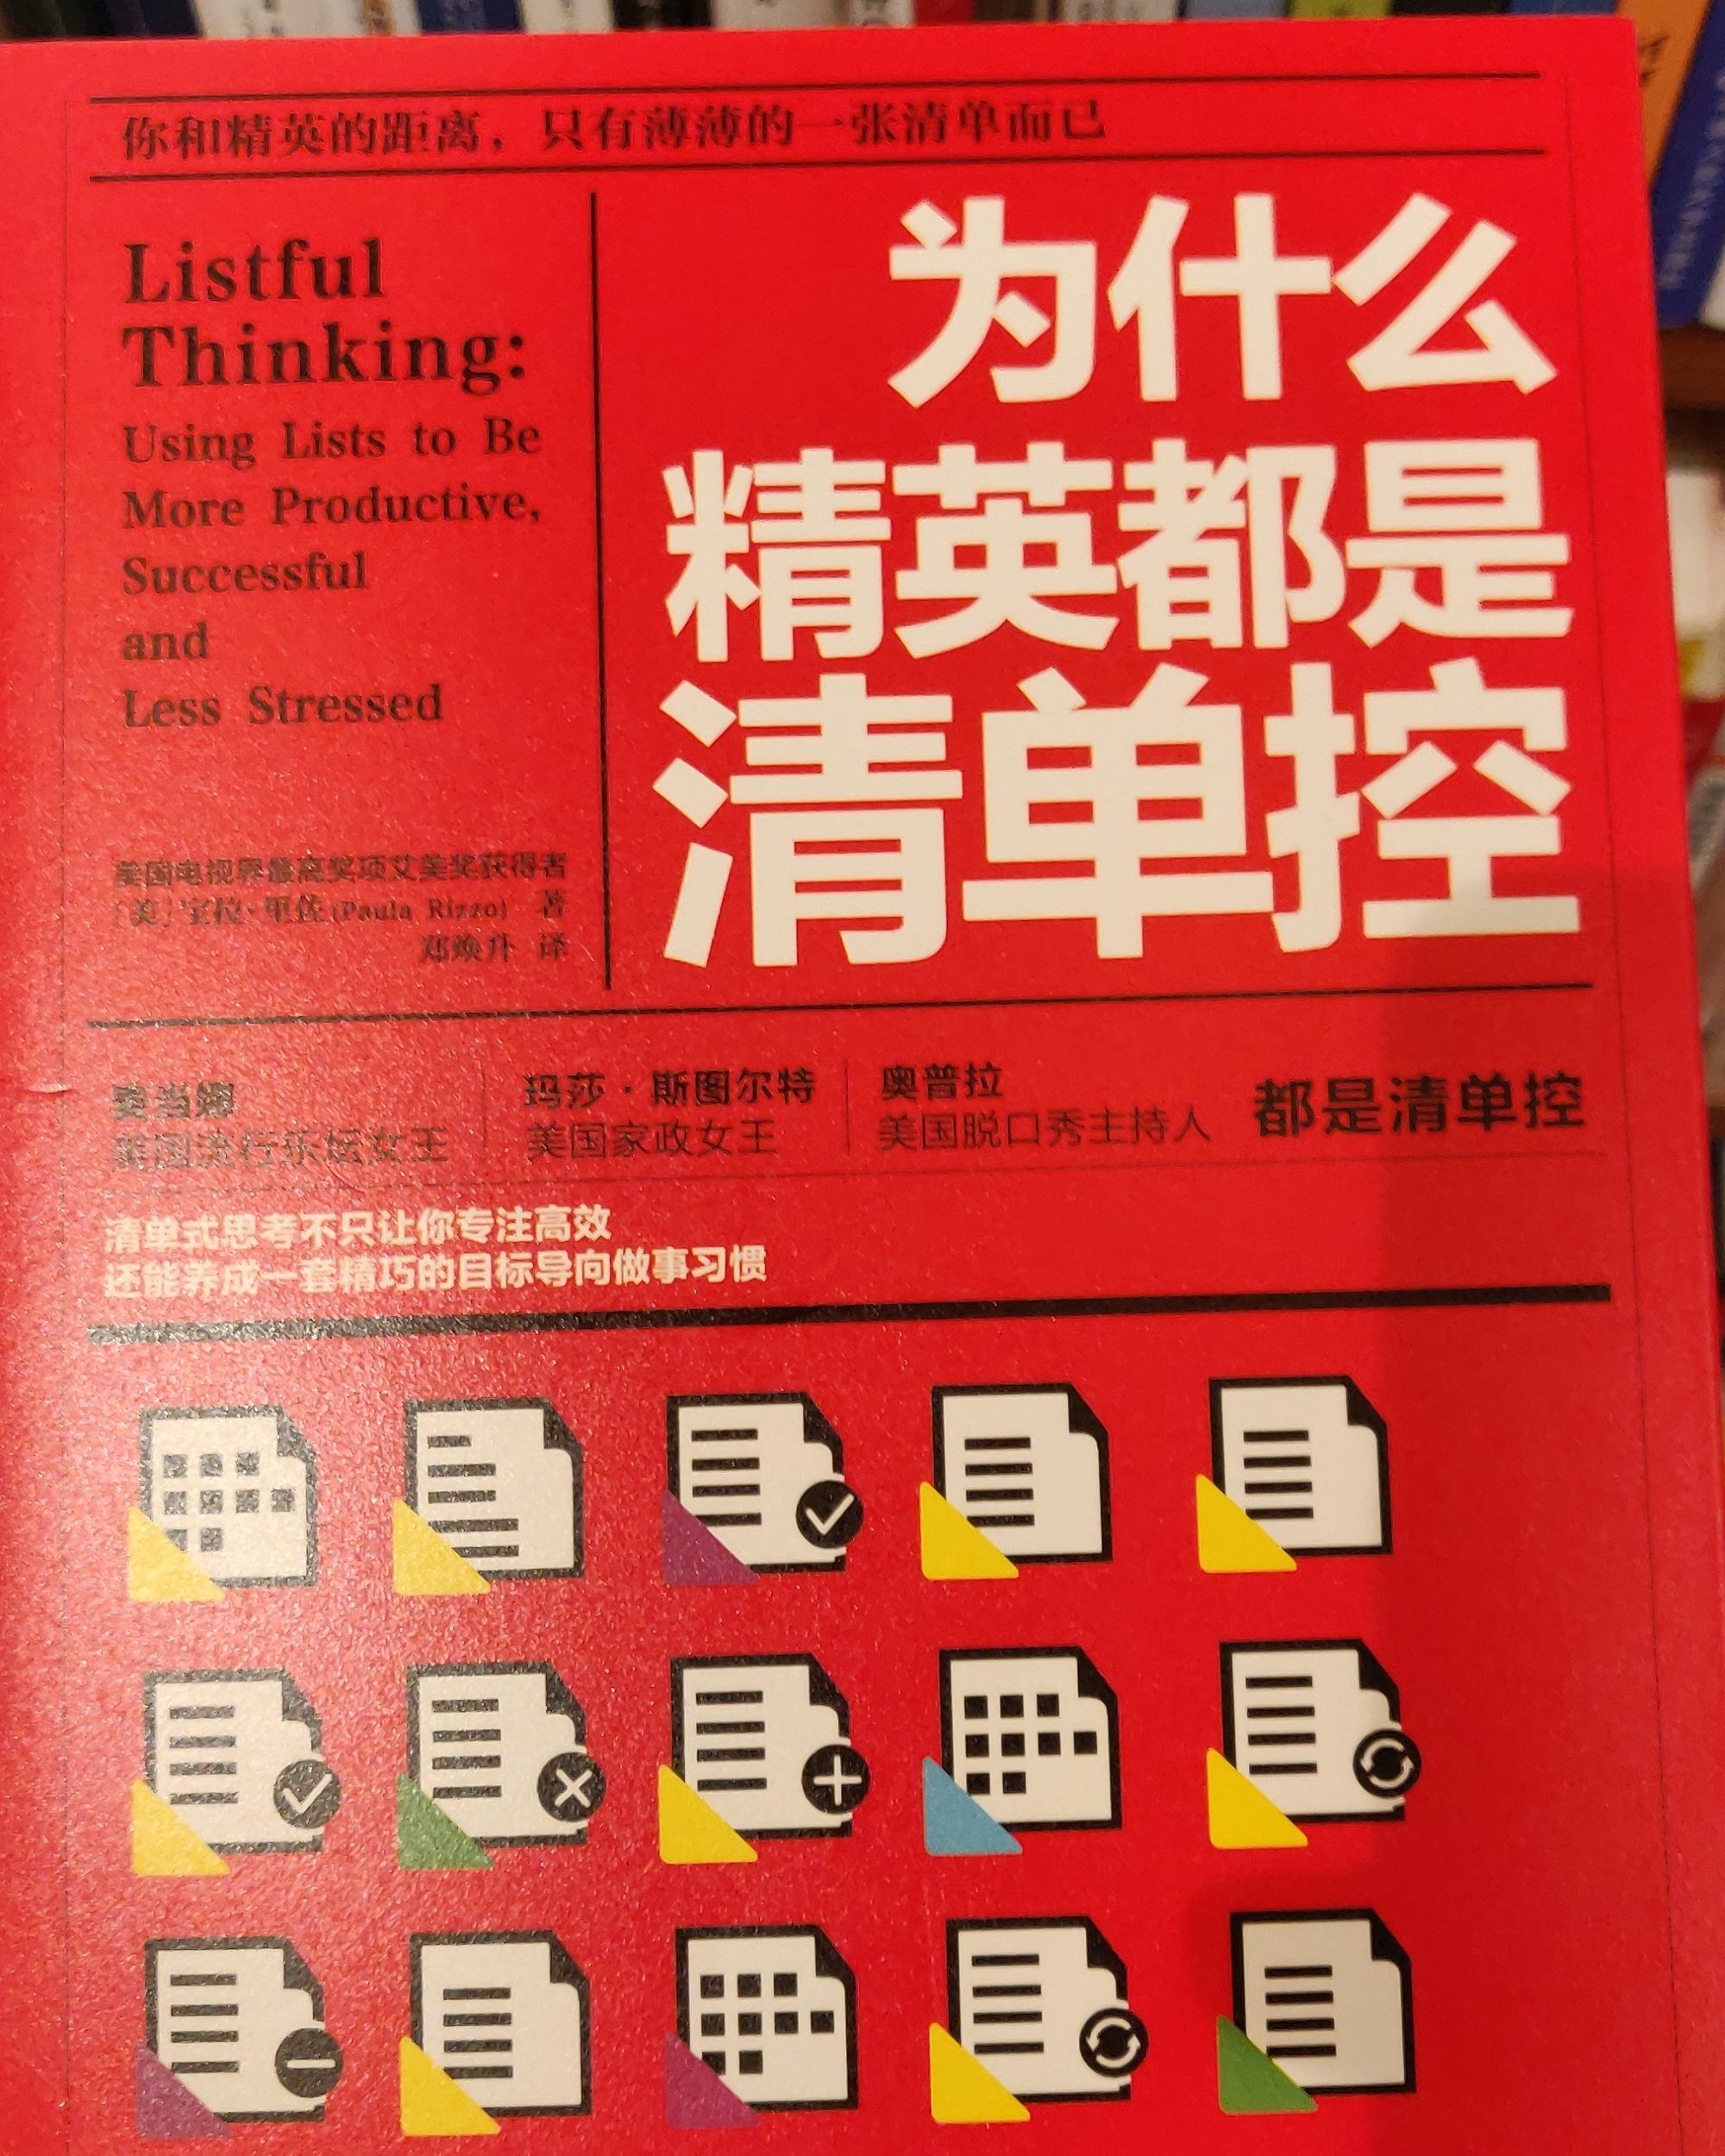 你和精英的距离，只有薄薄的一张清单而已
Listful
Thinking:
Using Lists to Be
More Productive,
Successful
and
Less Stressed
为什么
精英都是
清单控
美国电视界最高奖项艾美奖获得者
[美]宝拉·里佐(Paula Rizzo) 著
郑焕升 译
麦当娜
美国流行乐坛女王
玛莎·斯图尔特
美国家政女王
奥普拉
美国脱口秀主持人
都是清单控
清单式思考不只让你专注高效
还能养成一套精巧的目标导向做事习惯